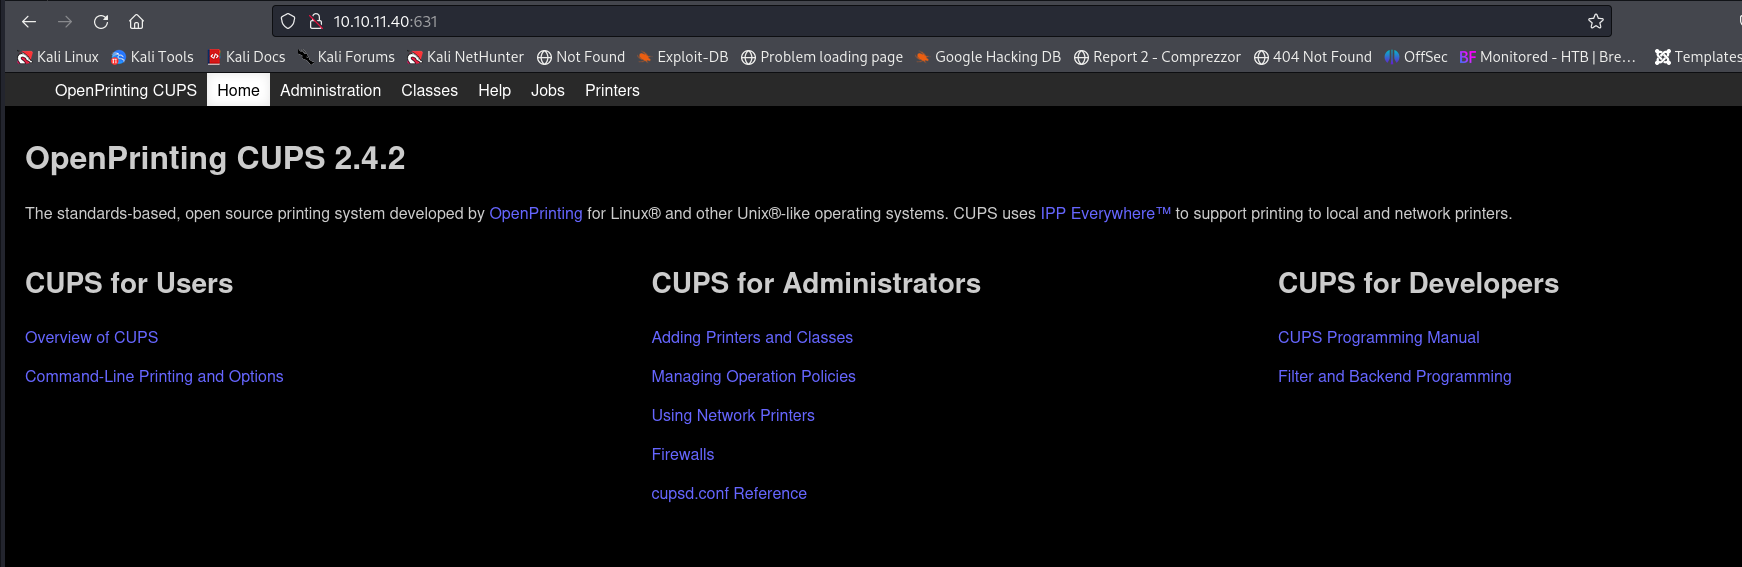 10.10.11.40:631
Kali Linux Kali Tools Kali Docs Kali Forums Kali NetHunter Not Found Exploit-DB Problem loading page Google Hacking DB Report 2 - Comprezzor 404 Not Found OffSec BF Monitored - HTB | Bre... Templates
OpenPrinting CUPS Home Administration Classes Help Jobs Printers
OpenPrinting CUPS 2.4.2
The standards-based, open source printing system developed by OpenPrinting for Linux® and other Unix®-like operating systems. CUPS uses IPP Everywhere™ to support printing to local and network printers.
CUPS for Users
Overview of CUPS
Command-Line Printing and Options
CUPS for Administrators
Adding Printers and Classes
Managing Operation Policies
Using Network Printers
Firewalls
cupsd.conf Reference
CUPS for Developers
CUPS Programming Manual
Filter and Backend Programming